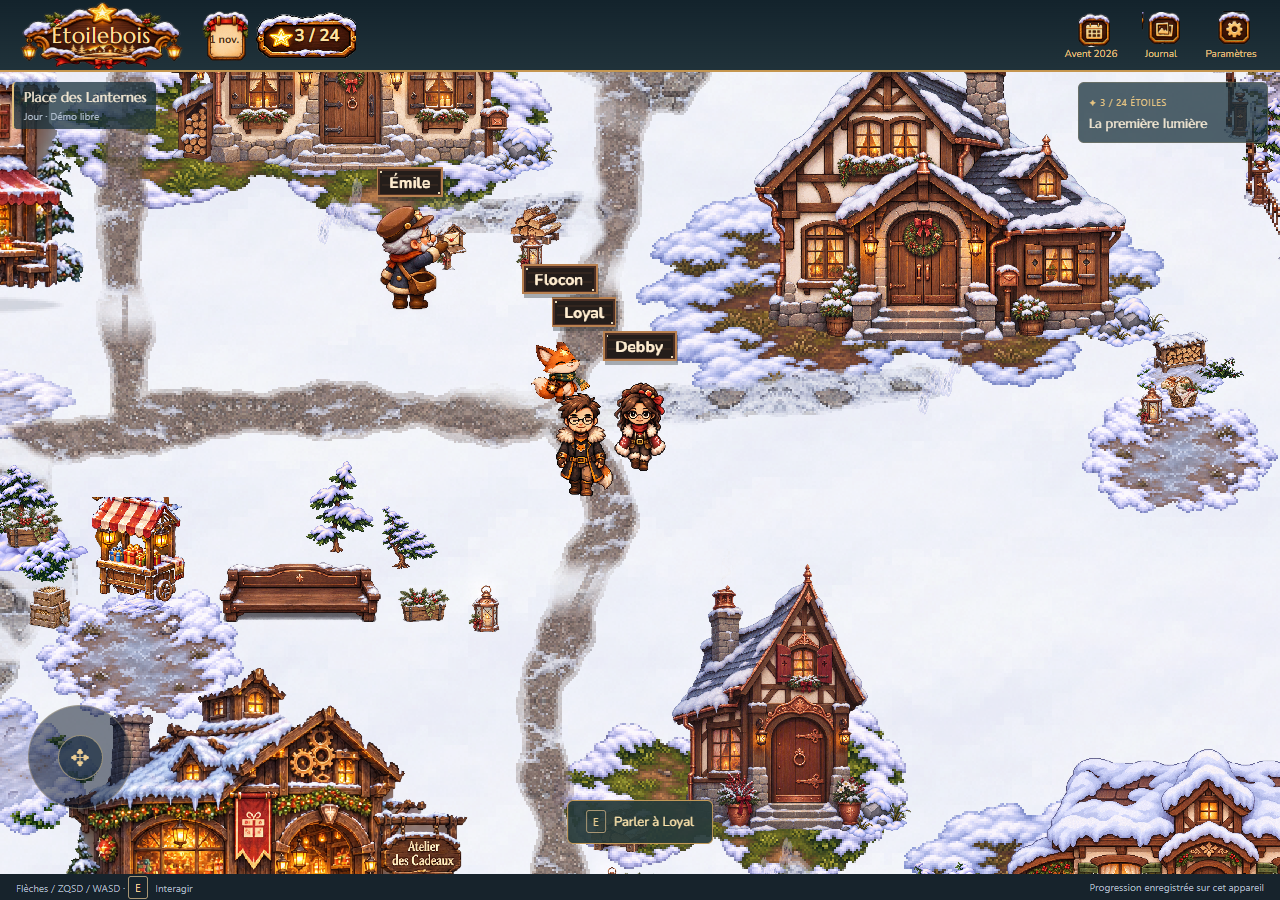 Etoilebois
1 nov.
3 / 24
Avent 2026
Journal
Paramètres
Place des Lanternes
Jour · Démo libre
✦ 3 / 24 ÉTOILES
La première lumière
Émile
Flocon
Loyal
Debby
E Parler à Loyal
Atelier
des Cadeaux
Flèches / ZQSD / WASD · E Interagir
Progression enregistrée sur cet appareil